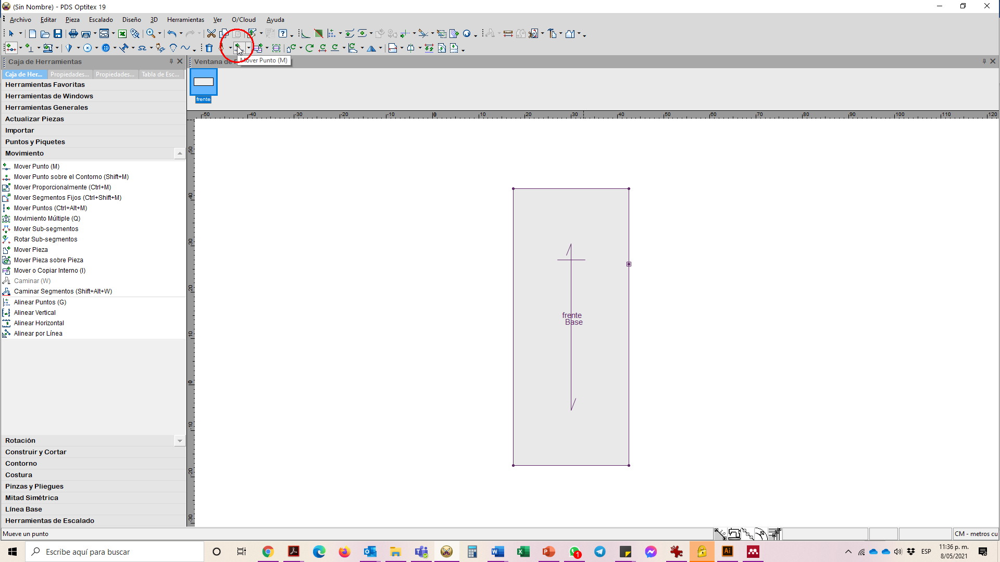 (Sin Nombre) - PDS Optitex 19
Archivo Editar Pieza Escalado Diseño 3D Herramientas Ver O/Cloud Ayuda
Mover Punto (M)
Caja de Herramientas
Ventana de
Caja de Her... Propiedades... Propiedades... Tabla de Esc...
Herramientas Favoritas
Herramientas de Windows
Herramientas Generales
Actualizar Piezas
Importar
Puntos y Piquetes
Movimiento
Mover Punto (M)
Mover Punto sobre el Contorno (Shift+M)
Mover Proporcionalmente (Ctrl+M)
Mover Segmentos Fijos (Ctrl+Shift+M)
Mover Puntos (Ctrl+Alt+M)
Movimiento Múltiple (Q)
Mover Sub-segmentos
Rotar Sub-segmentos
Mover Pieza
Mover Pieza sobre Pieza
Mover o Copiar Interno (I)
Caminar (W)
Caminar Segmentos (Shift+Alt+W)
Alinear Puntos (G)
Alinear Vertical
Alinear Horizontal
Alinear por Línea
Rotación
Construir y Cortar
Contorno
Costura
Pinzas y Pliegues
Mitad Simétrica
Línea Base
Herramientas de Escalado
frente
-50 -40 -30 -20 -10 0 10 20 30 40 50 60 70 80 90 100 110 120
50
40
30
20
10
0
-10
-20
-30
frente
Base
Mueve un punto
CM - metros cu
Escribe aquí para buscar
1
Ai
ESP
11:36 p. m.
8/05/2021